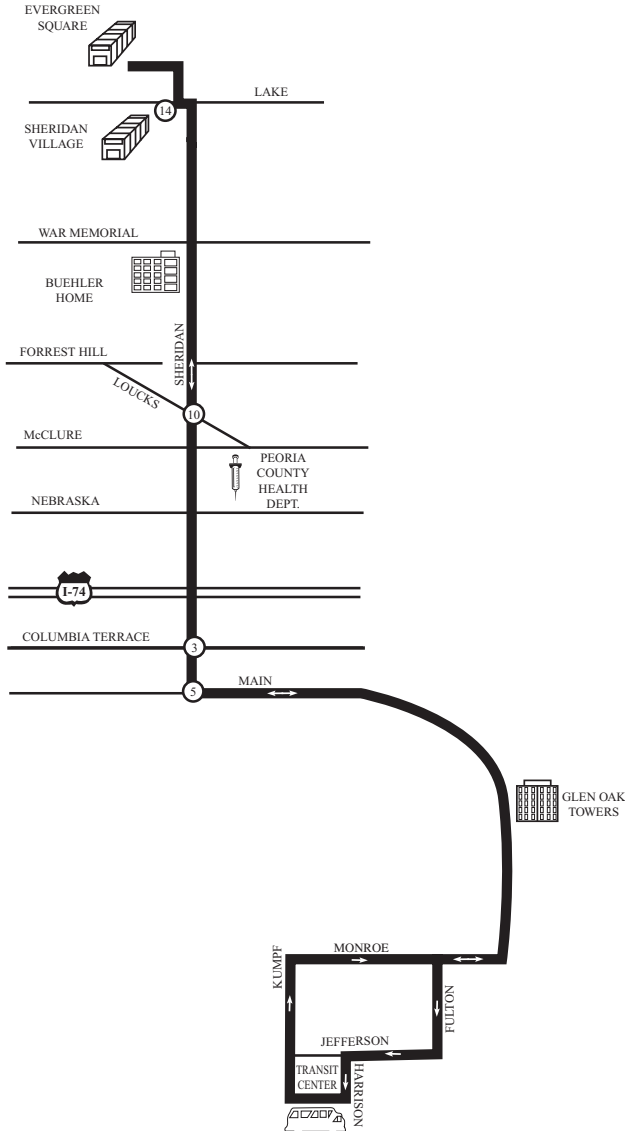 EVERGREEN
SQUARE
LAKE
14
SHERIDAN
VILLAGE
WAR MEMORIAL
BUEHLER
HOME
SHERIDAN
FORREST HILL
LOUCKS
10
McCLURE
PEORIA
COUNTY
HEALTH
DEPT.
NEBRASKA
I-74
COLUMBIA TERRACE
3
MAIN
5
GLEN OAK
TOWERS
KUMPF
MONROE
FULTON
JEFFERSON
TRANSIT
CENTER
HARRISON